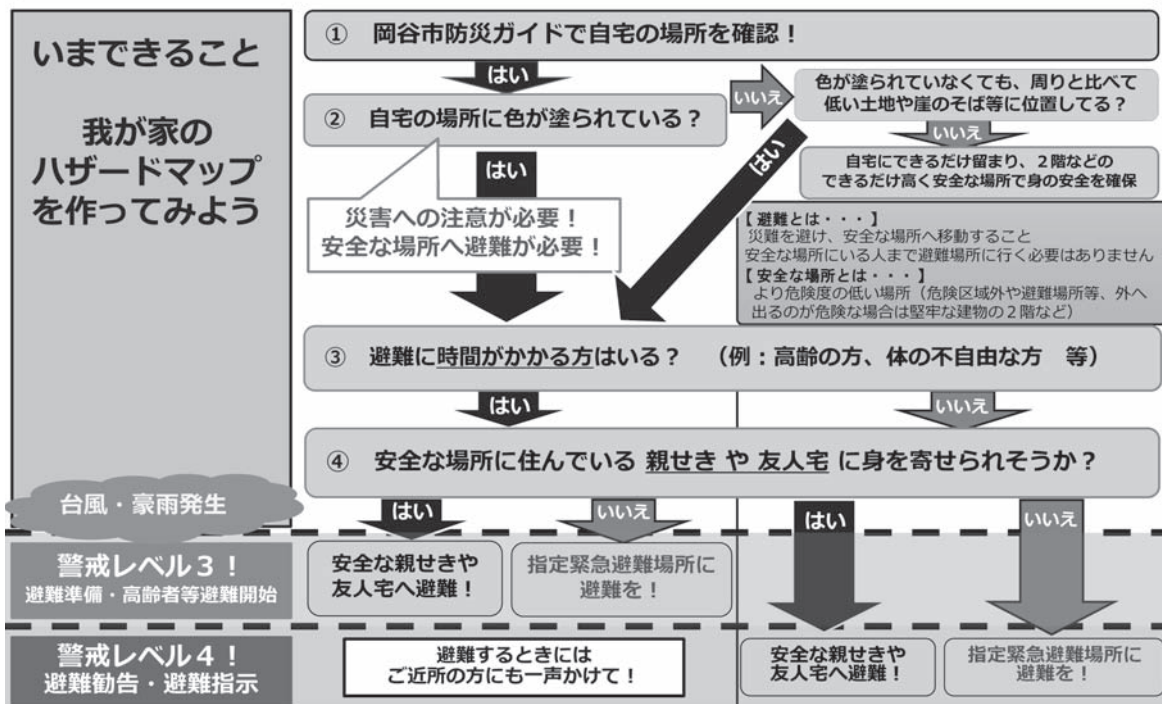 いまできること
我が家の
ハザードマップ
を作ってみよう
① 岡谷市防災ガイドで自宅の場所を確認！
はい
② 自宅の場所に色が塗られている？
いいえ
色が塗られていなくても、周りと比べて
低い土地や崖のそば等に位置してる？
いいえ
自宅にできるだけ留まり、２階などの
できるだけ高く安全な場所で身の安全を確保
はい
はい
災害への注意が必要！
安全な場所へ避難が必要！
【避難とは・・・】
災難を避け、安全な場所へ移動すること
安全な場所にいる人まで避難場所に行く必要はありません
【安全な場所とは・・・】
より危険度の低い場所（危険区域外や避難場所等、外へ
出るのが危険な場合は堅牢な建物の２階など）
③ 避難に時間がかかる方はいる？ （例：高齢の方、体の不自由な方 等）
はい
いいえ
④ 安全な場所に住んでいる 親せき や 友人宅 に身を寄せられそうか？
台風・豪雨発生
はい
いいえ
はい
いいえ
警戒レベル３！
避難準備・高齢者等避難開始
安全な親せきや
友人宅へ避難！
指定緊急避難場所に
避難を！
警戒レベル４！
避難勧告・避難指示
避難するときには
ご近所の方にも一声かけて！
安全な親せきや
友人宅へ避難！
指定緊急避難場所に
避難を！